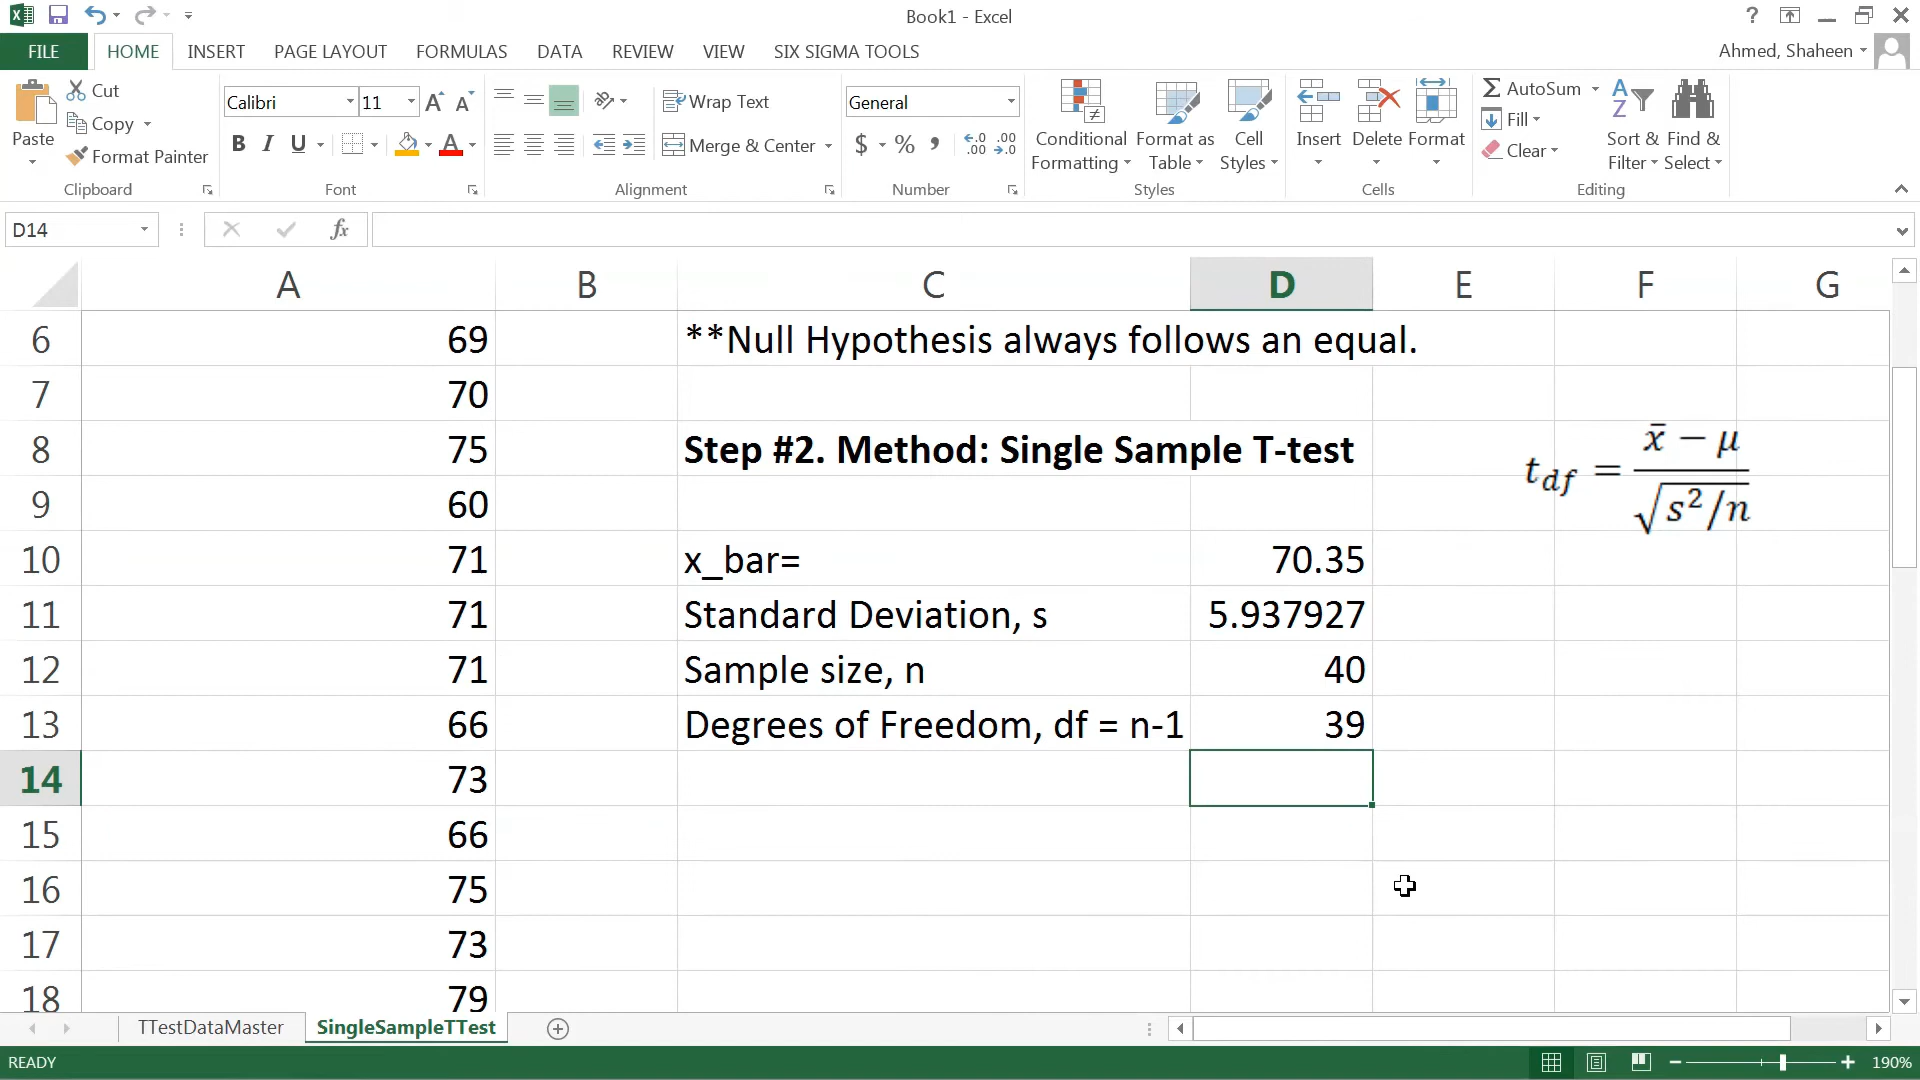 Book1 - Excel
?
FILE HOME INSERT PAGE LAYOUT FORMULAS DATA REVIEW VIEW SIX SIGMA TOOLS Ahmed, Shaheen
Paste
Cut
Copy
Format Painter
Clipboard
Calibri 11 A A
B I U A
Font
Wrap Text
Merge & Center
Alignment
General
$ % , .0 .00 .00 .0
Number
Conditional Formatting
Format as Table
Cell Styles
Styles
Insert Delete Format
Cells
AutoSum
Fill
Clear
Sort & Filter
Find & Select
Editing
D14 fx
A B C D E F G
6 69 **Null Hypothesis always follows an equal.
7 70
8 75 Step #2. Method: Single Sample T-test
9 60
t_df = (x̄ − μ) / √(s²/n)
10 71 x_bar= 70.35
11 71 Standard Deviation, s 5.937927
12 71 Sample size, n 40
13 66 Degrees of Freedom, df = n-1 39
14 73
15 66
16 75
17 73
18 79
TTestDataMaster SingleSampleTTest
READY 190%